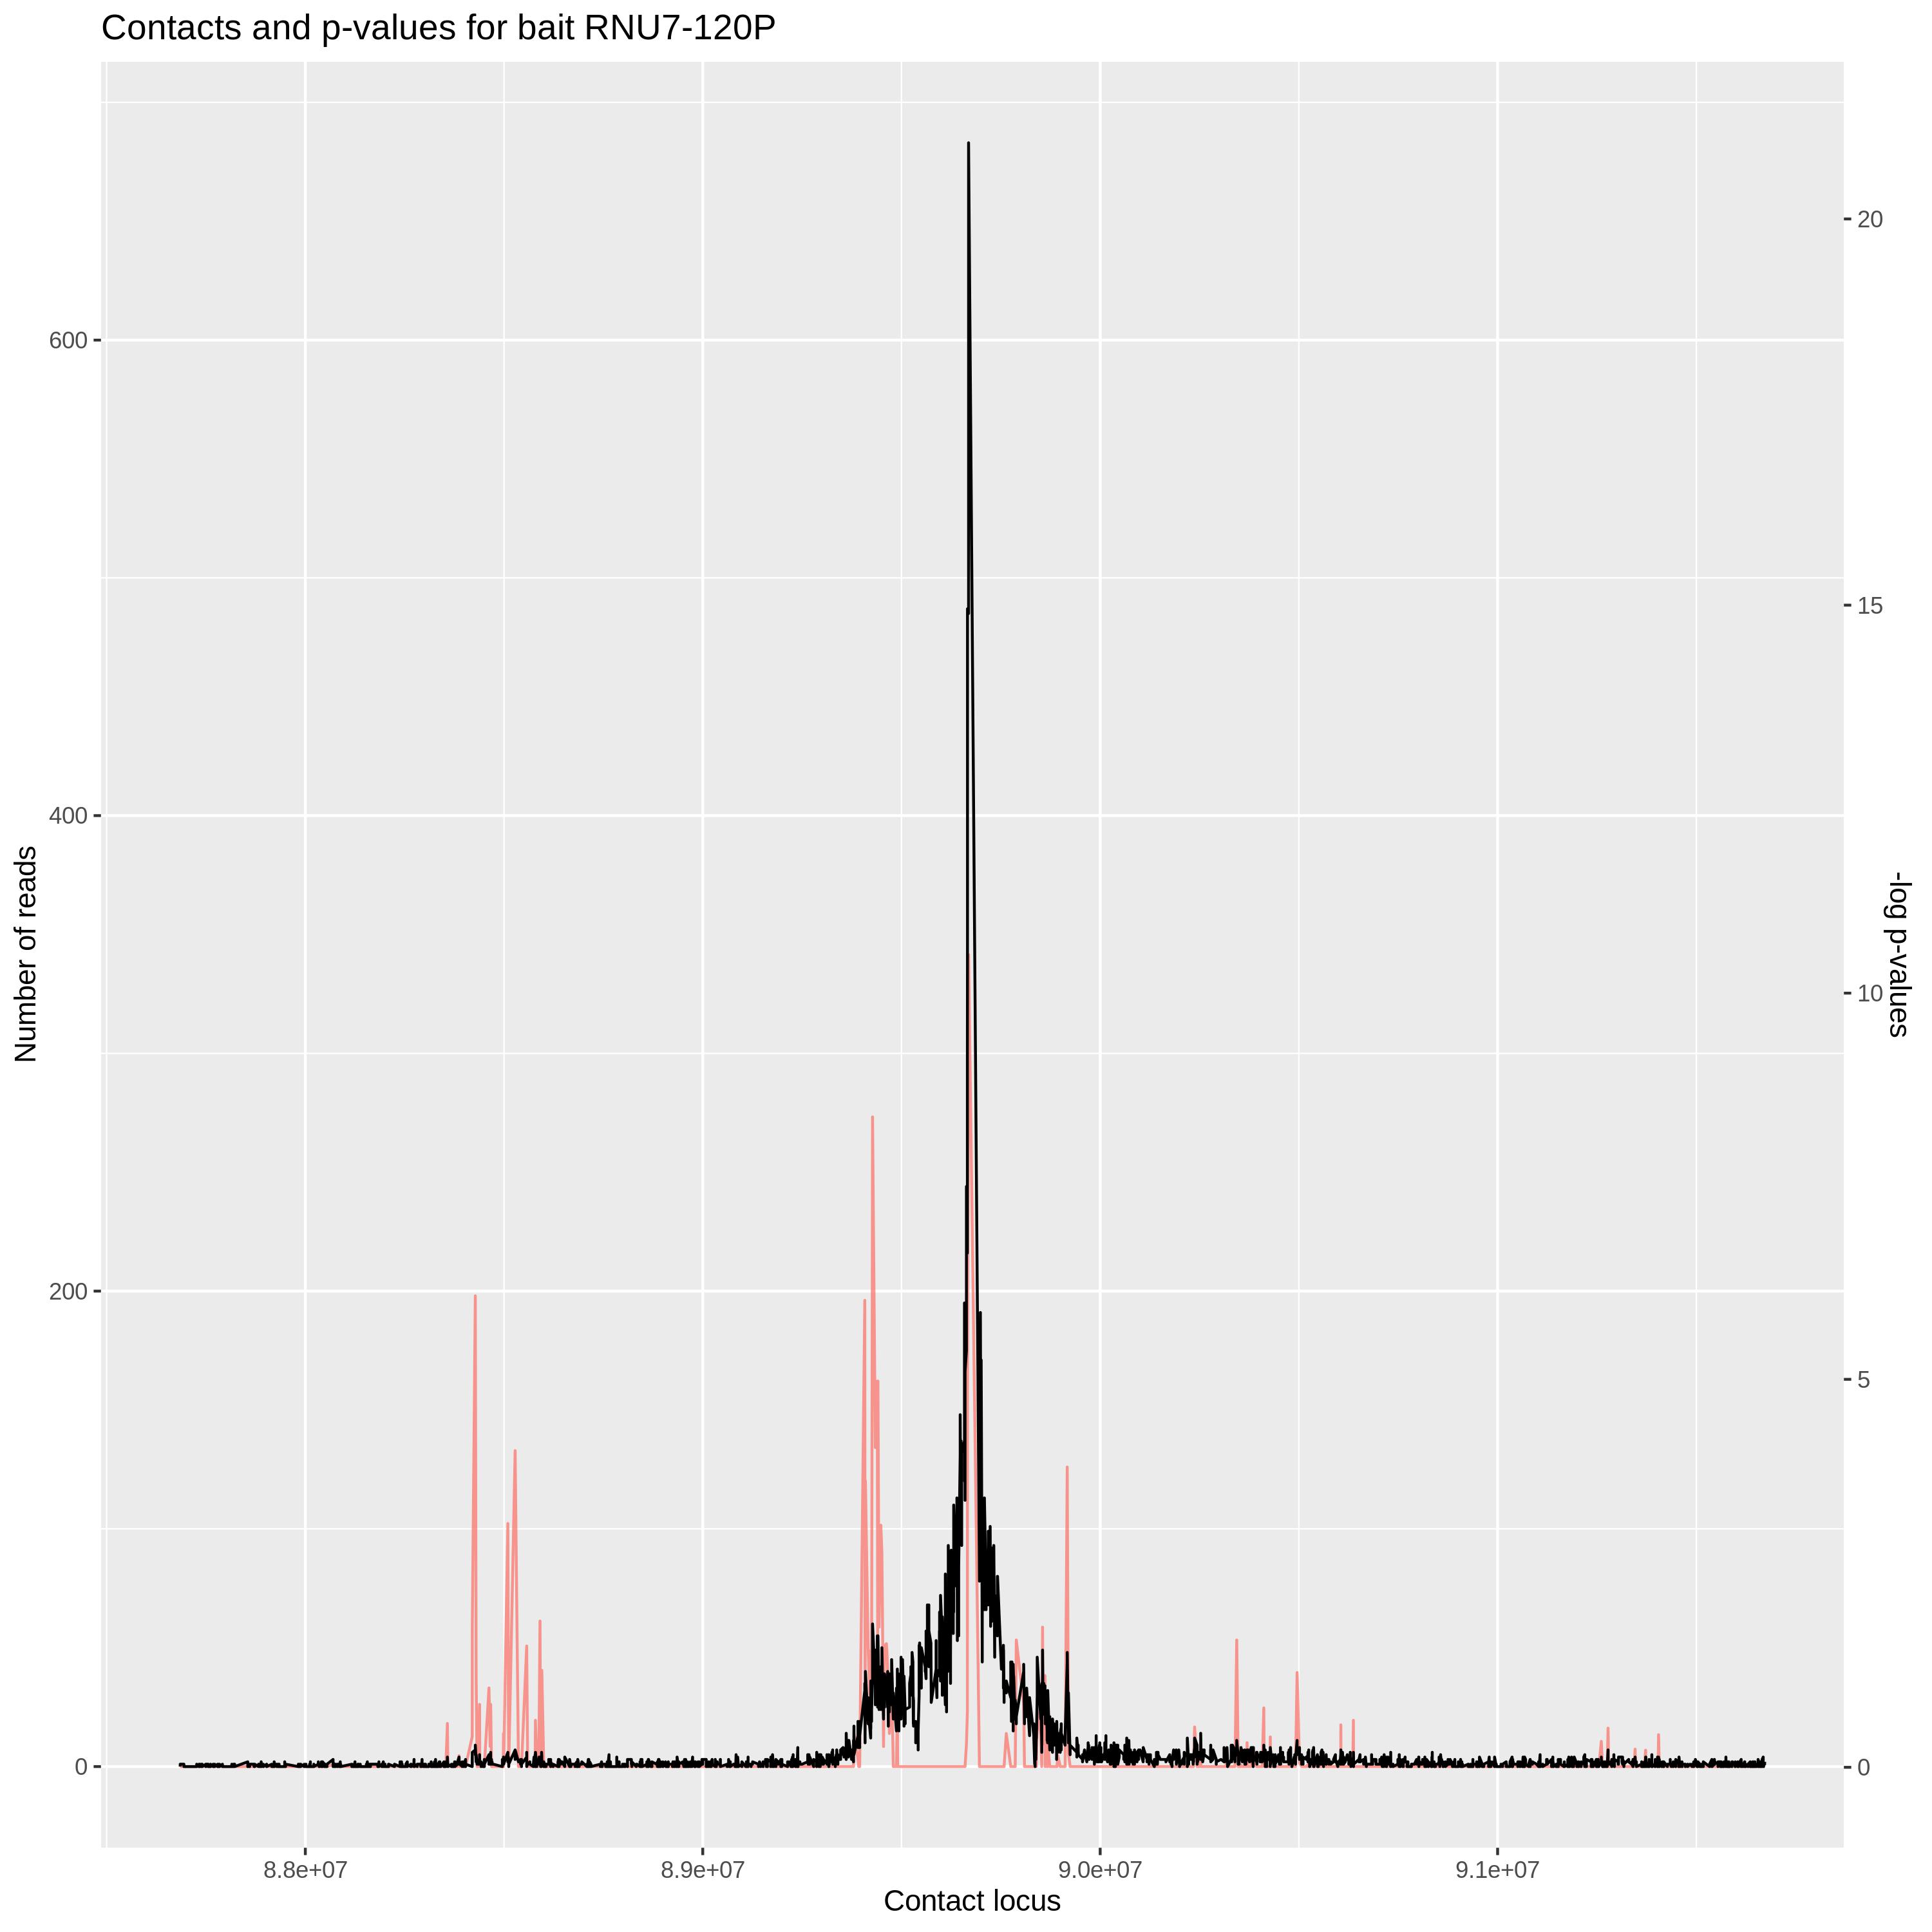 Contacts and p-values for bait RNU7-120P
600
400
200
0
Number of reads
20
15
10
5
0
-log p-values
8.8e+07
8.9e+07
9.0e+07
9.1e+07
Contact locus